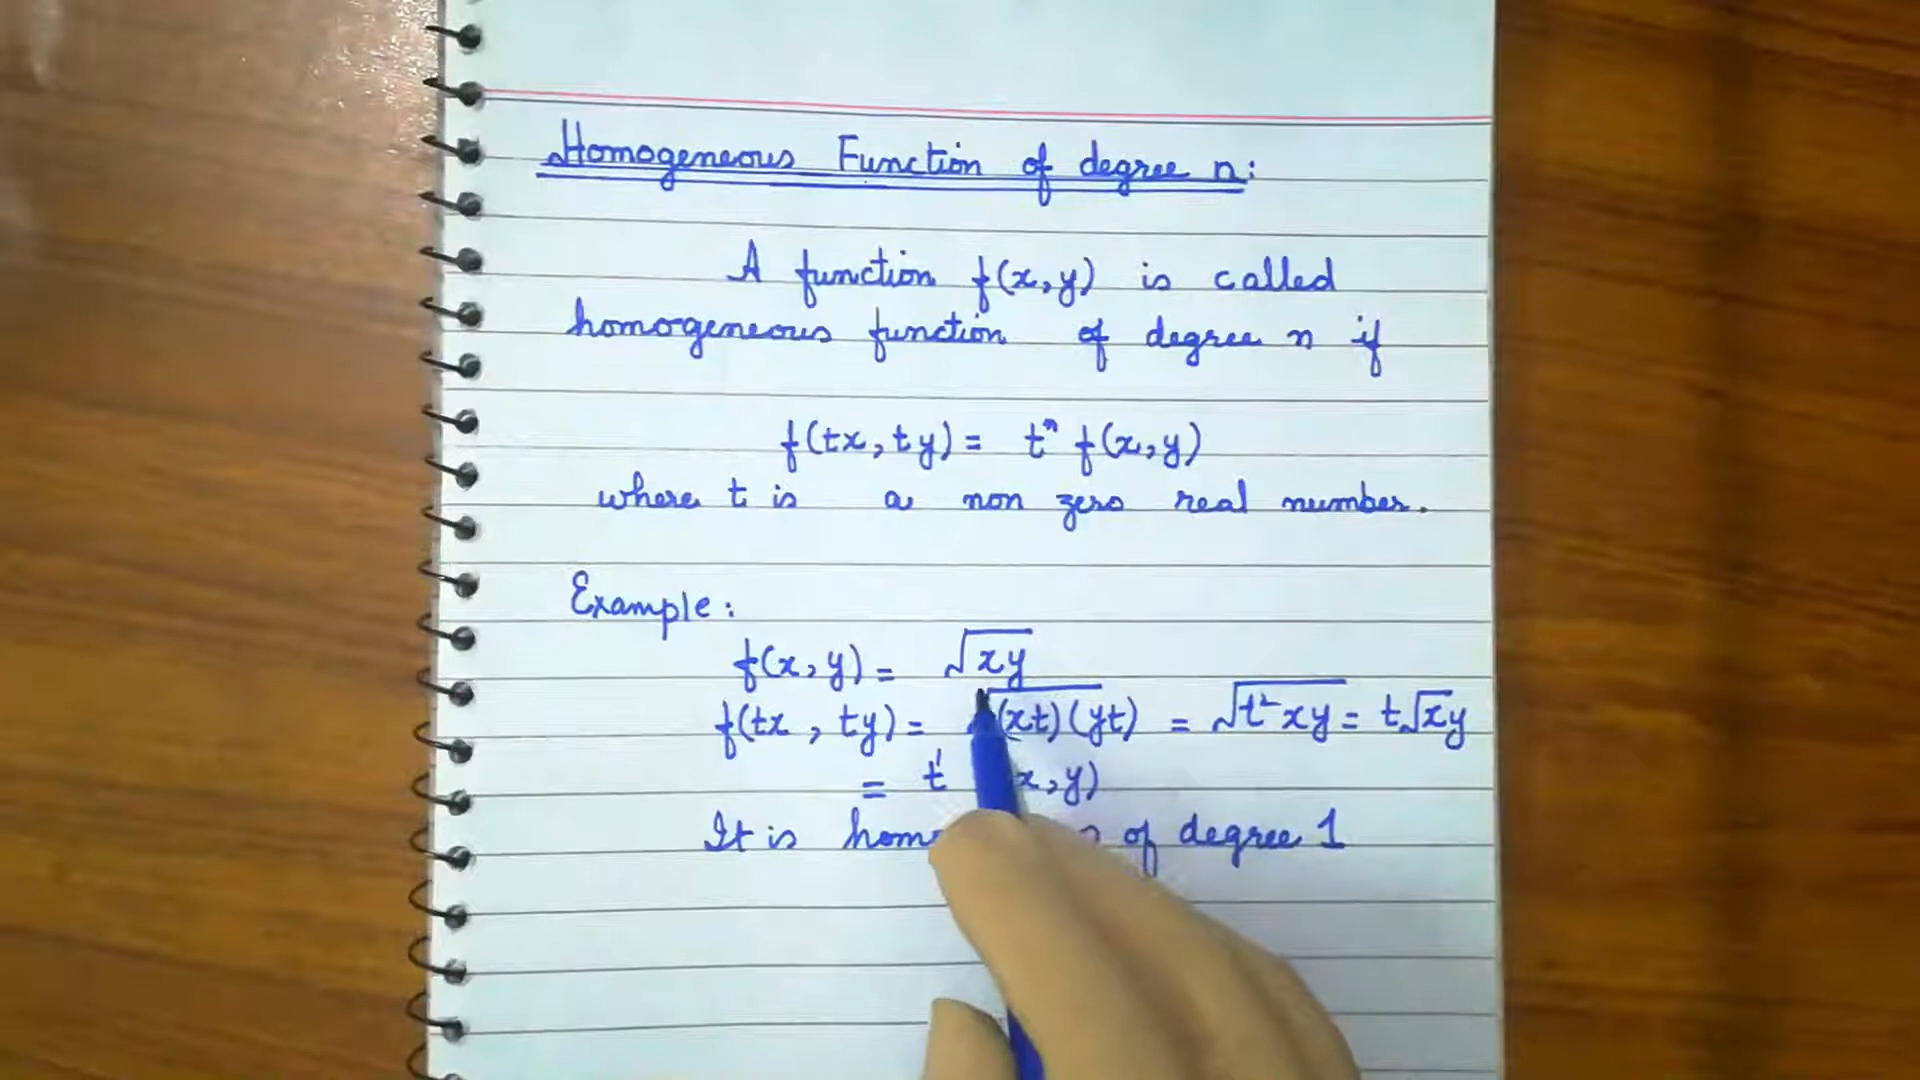 Homogeneous Function of degree n:
A function f(x,y) is called
homogeneous function of degree n if
f(tx, ty) = tⁿ f(x,y)
where t is a non zero real number.
Example:
f(x,y) = √xy
f(tx, ty) = √(xt)(yt) = √t²xy = t√xy
= t¹ x,y)
It is of degree 1